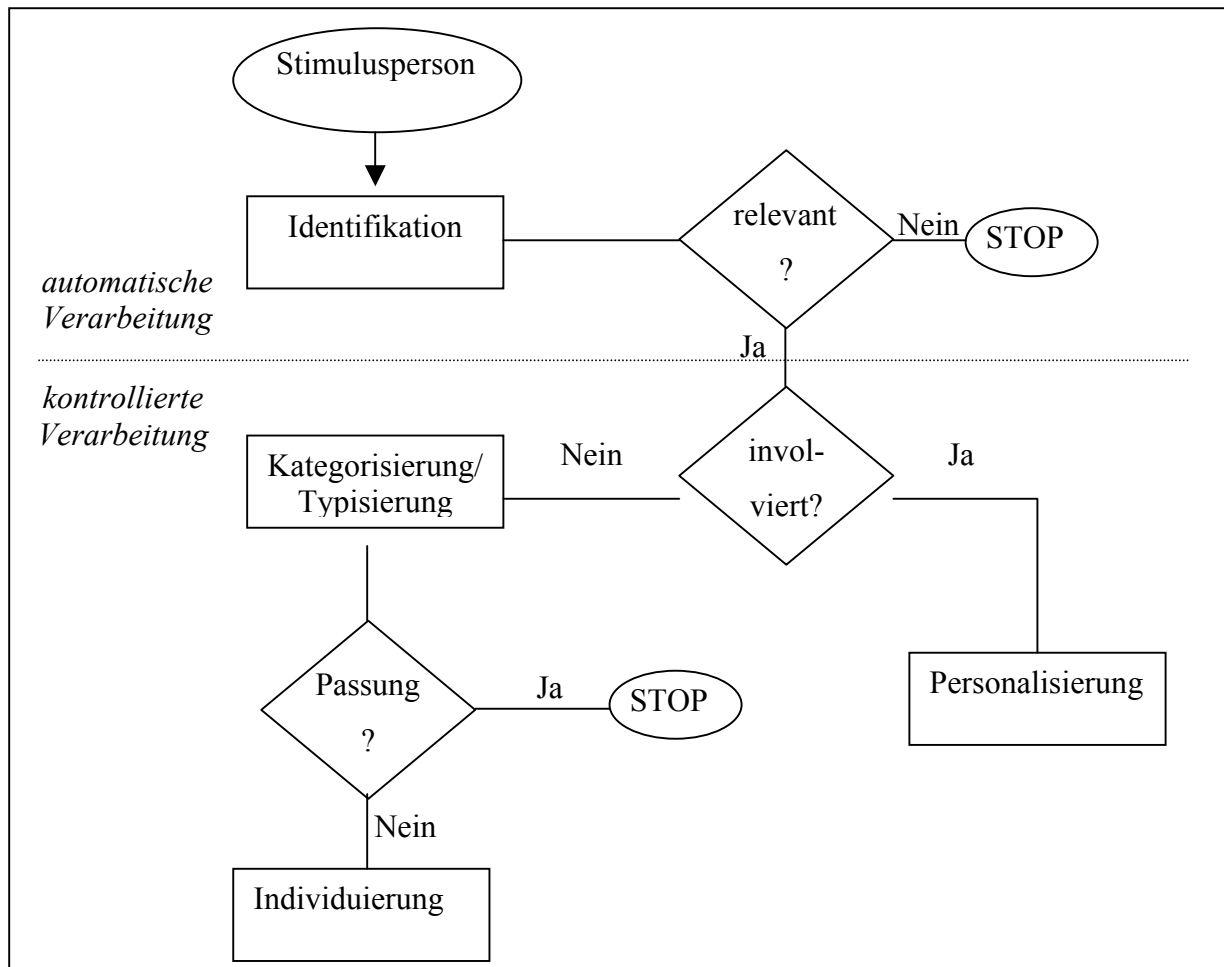 Stimulusperson
Identifikation
relevant
?
Nein
STOP
automatische
Verarbeitung
Ja
kontrollierte
Verarbeitung
Kategorisierung/
Typisierung
Nein
invol-
viert?
Ja
Passung
?
Ja
STOP
Personalisierung
Nein
Individuierung